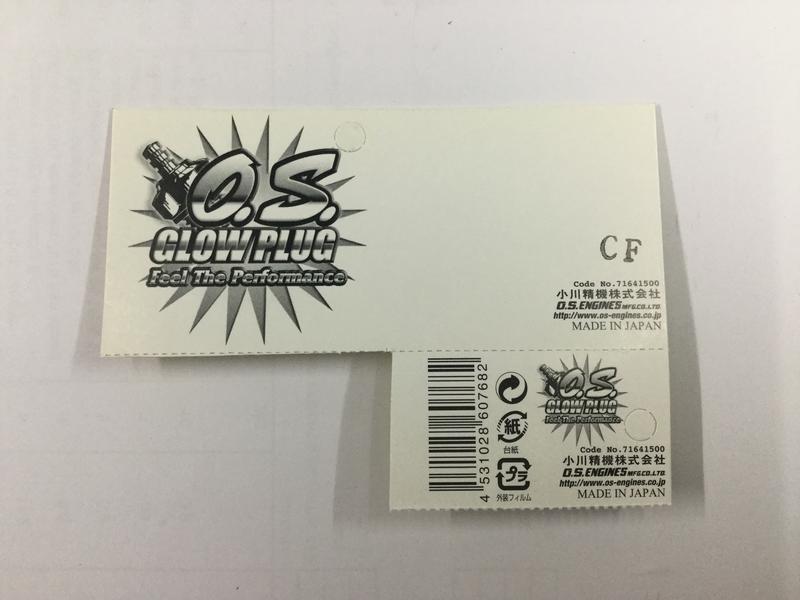 O.S.
GLOW PLUG
Feel The Performance
CF
Code No.71641500
小川精機株式会社
O.S.ENGINES MFG.CO.LTD.
http://www.os-engines.co.jp
MADE IN JAPAN
4 531028 607682
紙
台紙
プラ
外装フィルム
O.S.
GLOW PLUG
Feel The Performance
Code No.71641500
小川精機株式会社
O.S.ENGINES MFG.CO.LTD.
http://www.os-engines.co.jp
MADE IN JAPAN